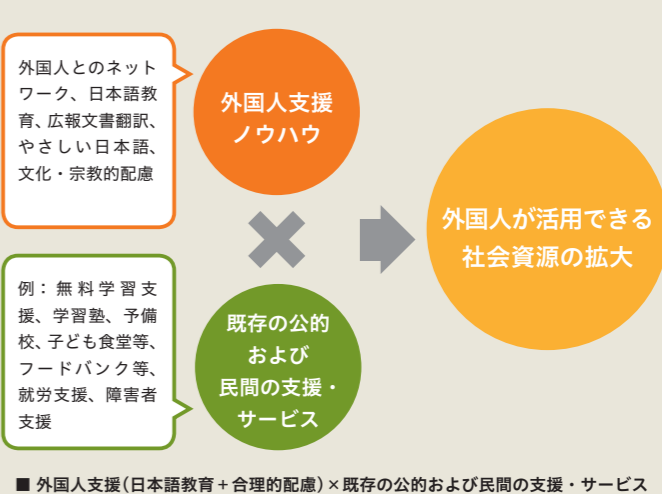 外国人とのネット
ワーク、日本語教
育、広報文書翻訳、
やさしい日本語、
文化・宗教的配慮
外国人支援
ノウハウ
例：無料学習支
援、学習塾、予備
校、子ども食堂等、
フードバンク等、
就労支援、障害者
支援
既存の公的
および
民間の支援・
サービス
外国人が活用できる
社会資源の拡大
■ 外国人支援(日本語教育＋合理的配慮)×既存の公的および民間の支援・サービス